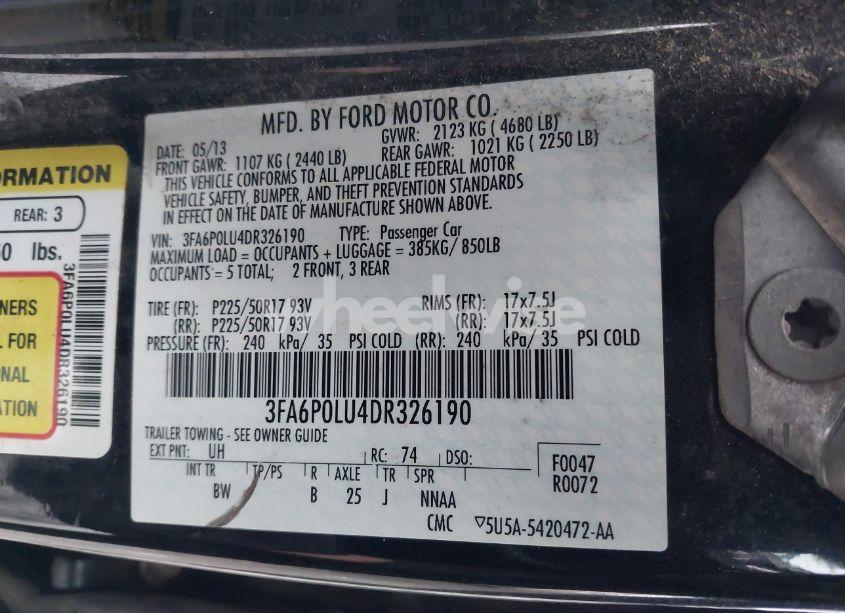 MFD. BY FORD MOTOR CO.
DATE: 05/13 GVWR: 2123 KG ( 4680 LB)
FRONT GAWR: 1107 KG ( 2440 LB) REAR GAWR: 1021 KG ( 2250 LB)
THIS VEHICLE CONFORMS TO ALL APPLICABLE FEDERAL MOTOR
VEHICLE SAFETY, BUMPER, AND THEFT PREVENTION STANDARDS
IN EFFECT ON THE DATE OF MANUFACTURE SHOWN ABOVE.
VIN: 3FA6P0LU4DR326190 TYPE: Passenger Car
MAXIMUM LOAD = OCCUPANTS + LUGGAGE = 385KG/ 850LB
OCCUPANTS = 5 TOTAL; 2 FRONT, 3 REAR
TIRE (FR): P225/50R17 93V RIMS (FR): 17x7.5J
(RR): P225/50R17 93V (RR): 17x7.5J
PRESSURE (FR): 240 kPa/ 35 PSI COLD (RR): 240 kPa/ 35 PSI COLD
3FA6P0LU4DR326190
TRAILER TOWING - SEE OWNER GUIDE
EXT PNT: UH RC: 74 DSO:
INT TR TP/PS R AXLE TR SPR
BW B 25 J NNAA
F0047
R0072
CMC ▽5U5A-5420472-AA
ORMATION
REAR: 3
lbs.
3FA6P0LU4DR326190
NERS
FOR
ONAL
wheelwise